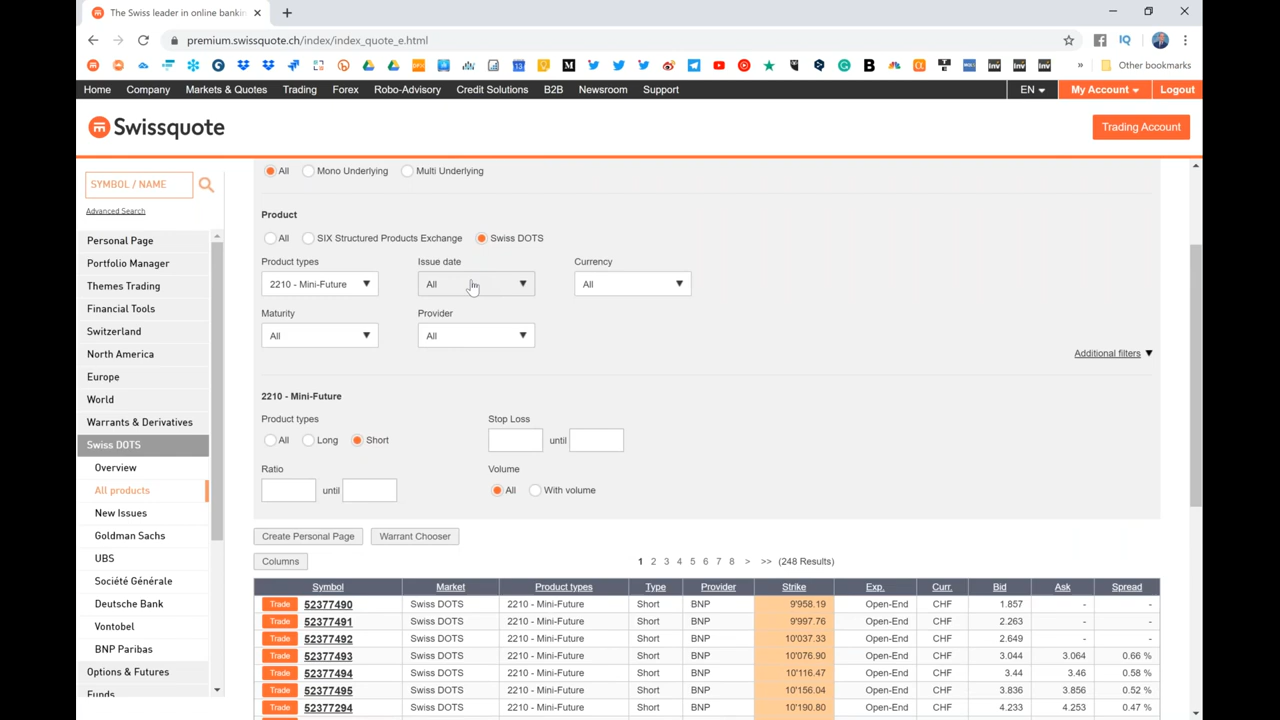 The Swiss leader in online bankin
premium.swissquote.ch/index/index_quote_e.html
Other bookmarks
Home Company Markets & Quotes Trading Forex Robo-Advisory Credit Solutions B2B Newsroom Support EN My Account Logout
Swissquote
Trading Account
SYMBOL / NAME
Advanced Search
Personal Page
Portfolio Manager
Themes Trading
Financial Tools
Switzerland
North America
Europe
World
Warrants & Derivatives
Swiss DOTS
Overview
All products
New Issues
Goldman Sachs
UBS
Société Générale
Deutsche Bank
Vontobel
BNP Paribas
Options & Futures
Funds
All Mono Underlying Multi Underlying
Product
All SIX Structured Products Exchange Swiss DOTS
Product types Issue date Currency
2210 - Mini-Future All All
Maturity Provider
All All
Additional filters
2210 - Mini-Future
Product types Stop Loss
All Long Short until
Ratio Volume
until All With volume
Create Personal Page Warrant Chooser
Columns 1 2 3 4 5 6 7 8 > >> (248 Results)
Symbol Market Product types Type Provider Strike Exp. Curr. Bid Ask Spread
Trade 52377490 Swiss DOTS 2210 - Mini-Future Short BNP 9'958.19 Open-End CHF 1.857 - -
Trade 52377491 Swiss DOTS 2210 - Mini-Future Short BNP 9'997.76 Open-End CHF 2.263 - -
Trade 52377492 Swiss DOTS 2210 - Mini-Future Short BNP 10'037.33 Open-End CHF 2.649 - -
Trade 52377493 Swiss DOTS 2210 - Mini-Future Short BNP 10'076.90 Open-End CHF 3.044 3.064 0.66 %
Trade 52377494 Swiss DOTS 2210 - Mini-Future Short BNP 10'116.47 Open-End CHF 3.44 3.46 0.58 %
Trade 52377495 Swiss DOTS 2210 - Mini-Future Short BNP 10'156.04 Open-End CHF 3.836 3.856 0.52 %
Trade 52377294 Swiss DOTS 2210 - Mini-Future Short BNP 10'190.80 Open-End CHF 4.233 4.253 0.47 %